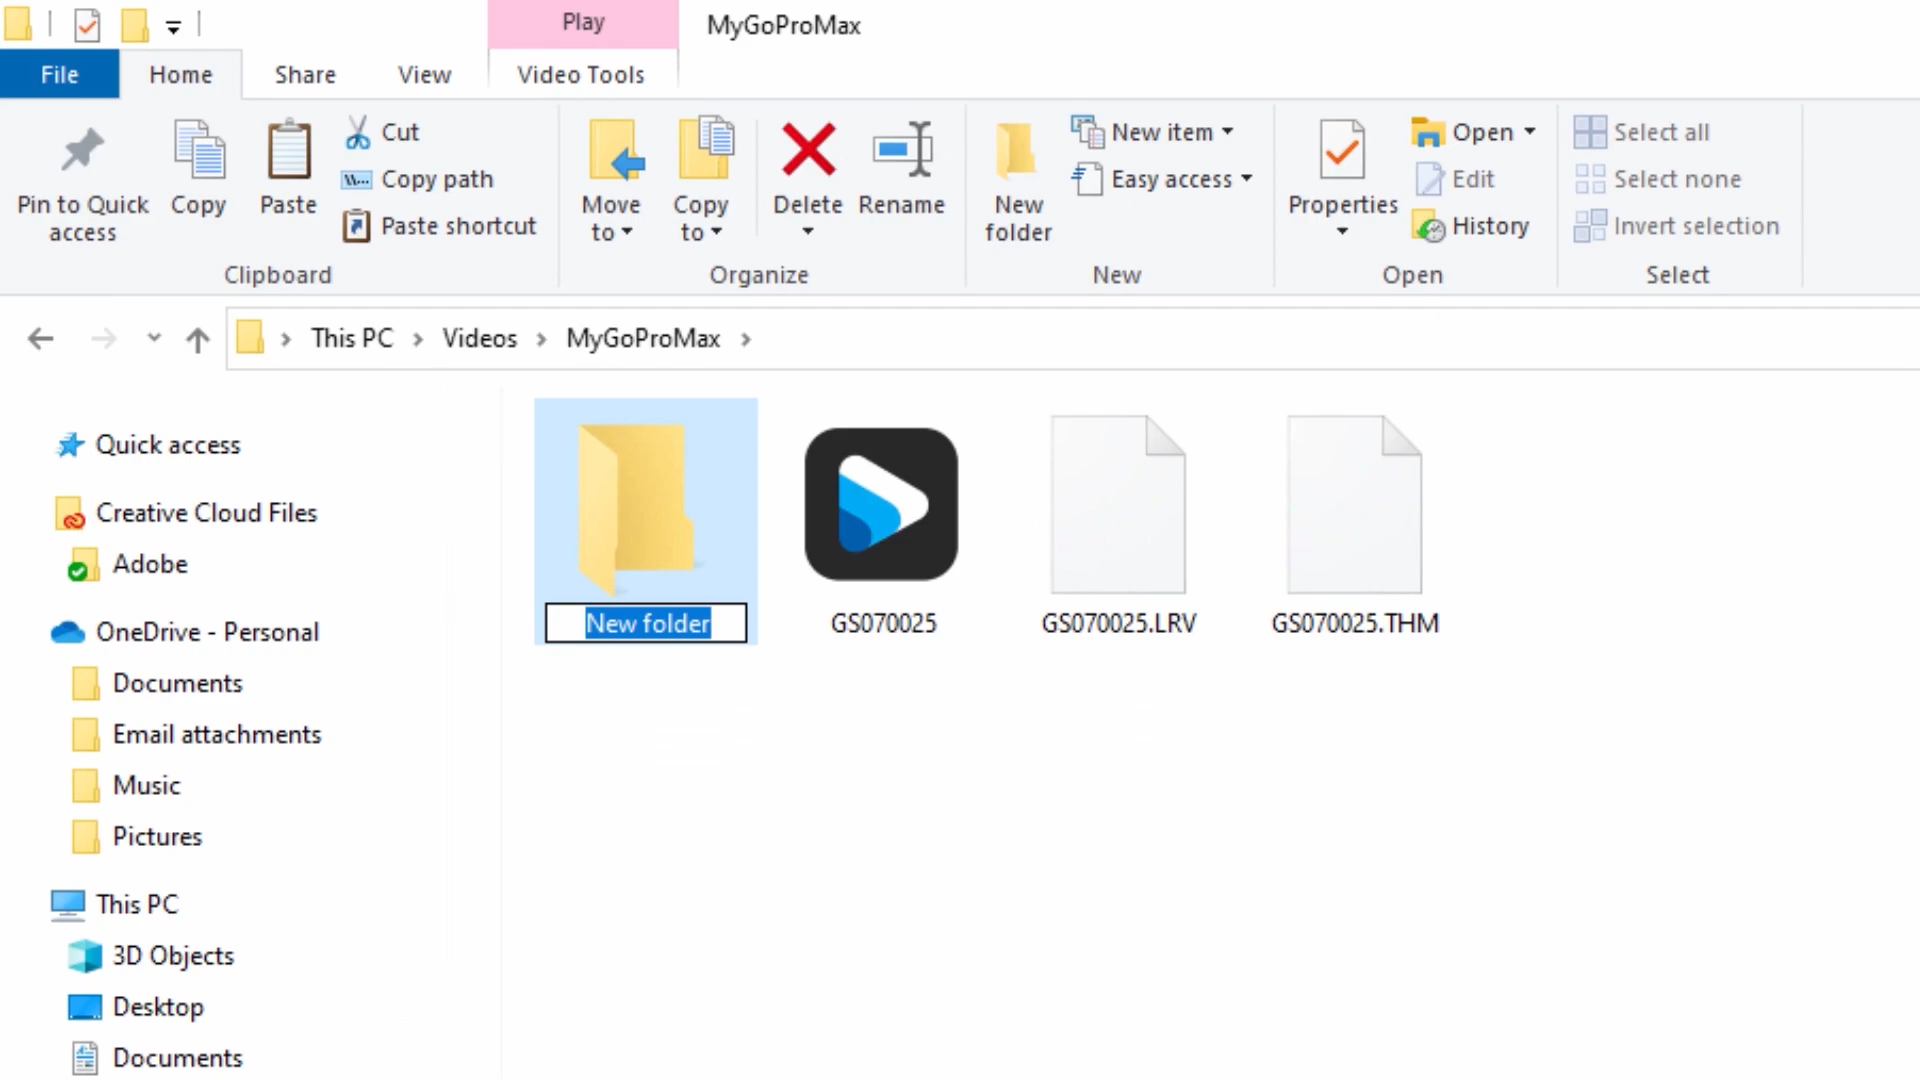 Play
MyGoProMax
File
Home
Share
View
Video Tools
Pin to Quick
access
Copy
Paste
Cut
Copy path
Paste shortcut
Clipboard
Move
to
Copy
to
Delete
Rename
Organize
New
folder
New item
Easy access
New
Properties
Open
Edit
History
Open
Select all
Select none
Invert selection
Select
This PC
Videos
MyGoProMax
Quick access
Creative Cloud Files
Adobe
OneDrive - Personal
Documents
Email attachments
Music
Pictures
This PC
3D Objects
Desktop
Documents
New folder
GS070025
GS070025.LRV
GS070025.THM